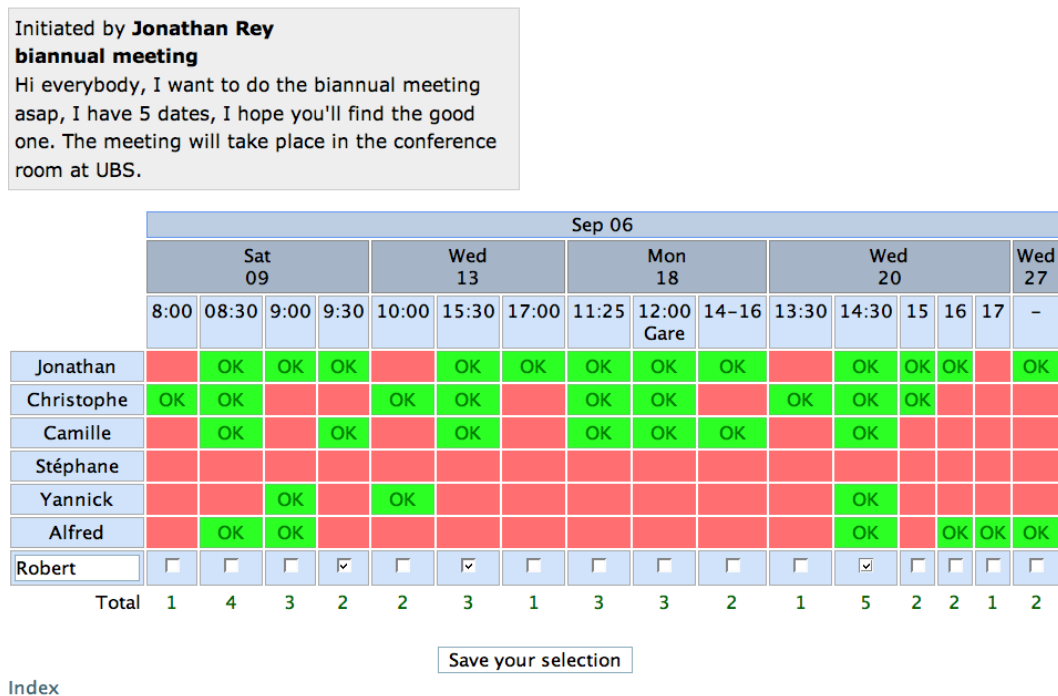 Initiated by Jonathan Rey
biannual meeting
Hi everybody, I want to do the biannual meeting
asap, I have 5 dates, I hope you'll find the good
one. The meeting will take place in the conference
room at UBS.
Sep 06
Sat Wed Mon Wed Wed
09 13 18 20 27
8:00 08:30 9:00 9:30 10:00 15:30 17:00 11:25 12:00 14-16 13:30 14:30 15 16 17 -
Gare
Jonathan OK OK OK OK OK OK OK OK OK OK OK OK
Christophe OK OK OK OK OK OK OK OK OK
Camille OK OK OK OK OK OK OK
Stéphane
Yannick OK OK OK
Alfred OK OK OK OK OK OK
Robert
Total 1 4 3 2 2 3 1 3 3 2 1 5 2 2 1 2
Save your selection
Index